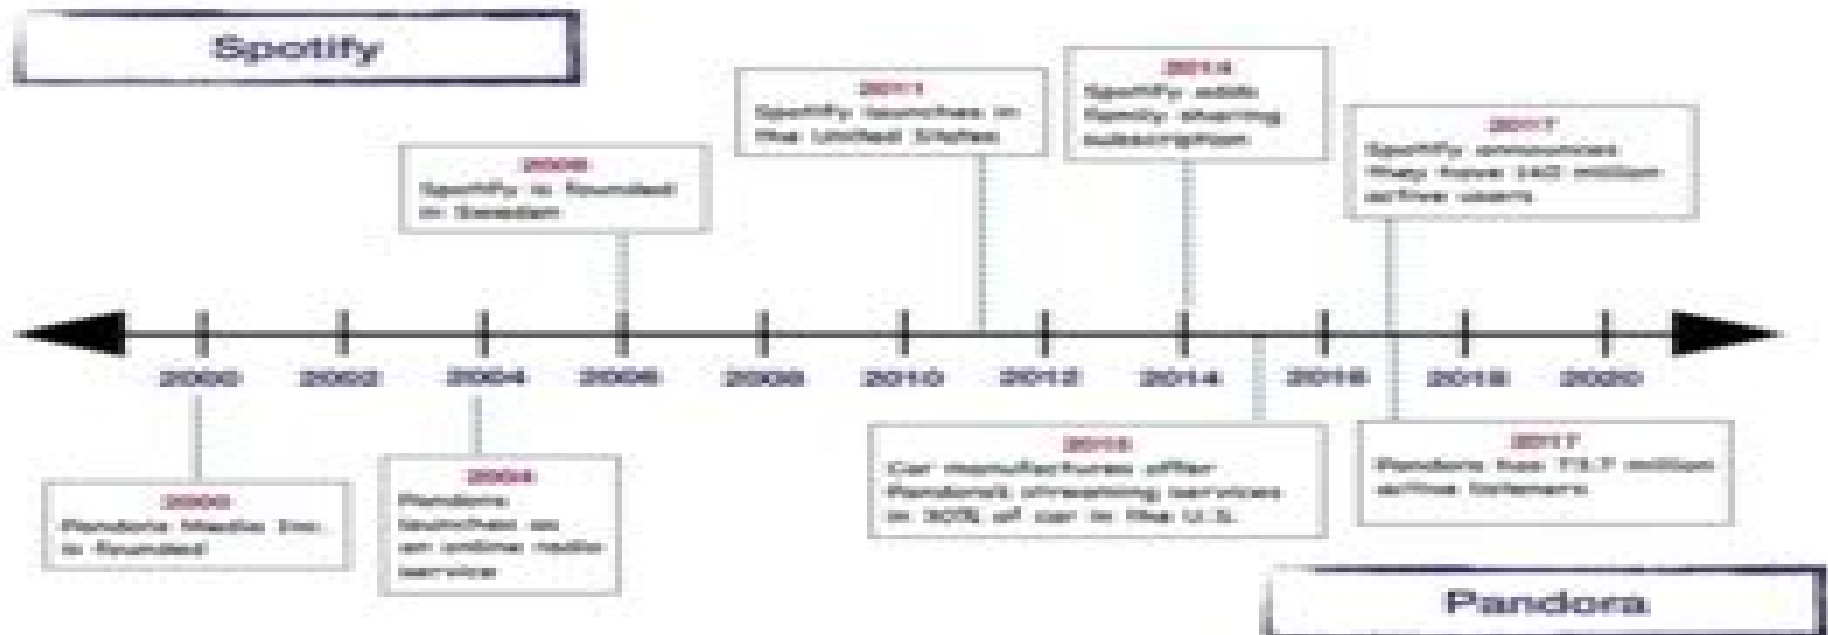 Spotify
2011
Spotify launches in
the United States
2014
Spotify adds
family sharing
subscription
2017
Spotify announces
they have 140 million
active users
2006
Spotify is founded
in Sweden
2000
2002
2004
2006
2008
2010
2012
2014
2016
2018
2020
2000
Pandora Media Inc.
is founded
2004
Pandora
launches as
an online radio
service
2015
Car manufactures offer
Pandora's streaming services
in 30% of car in the U.S.
2017
Pandora has 73.7 million
active listeners
Pandora